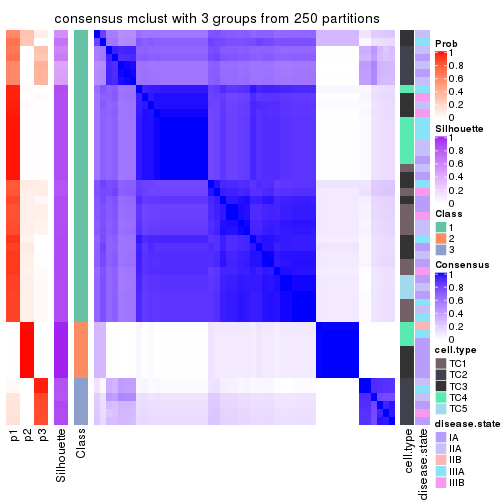 consensus mclust with 3 groups from 250 partitions
Prob
1
0.8
0.6
0.4
0.2
0
Silhouette
1
0.8
0.6
0.4
0.2
0
Class
1
2
3
Consensus
1
0.8
0.6
0.4
0.2
0
cell.type
TC1
TC2
TC3
TC4
TC5
disease.state
IA
IIA
IIB
IIIA
IIIB
p1
p2
p3
Silhouette
Class
cell.type
disease.state